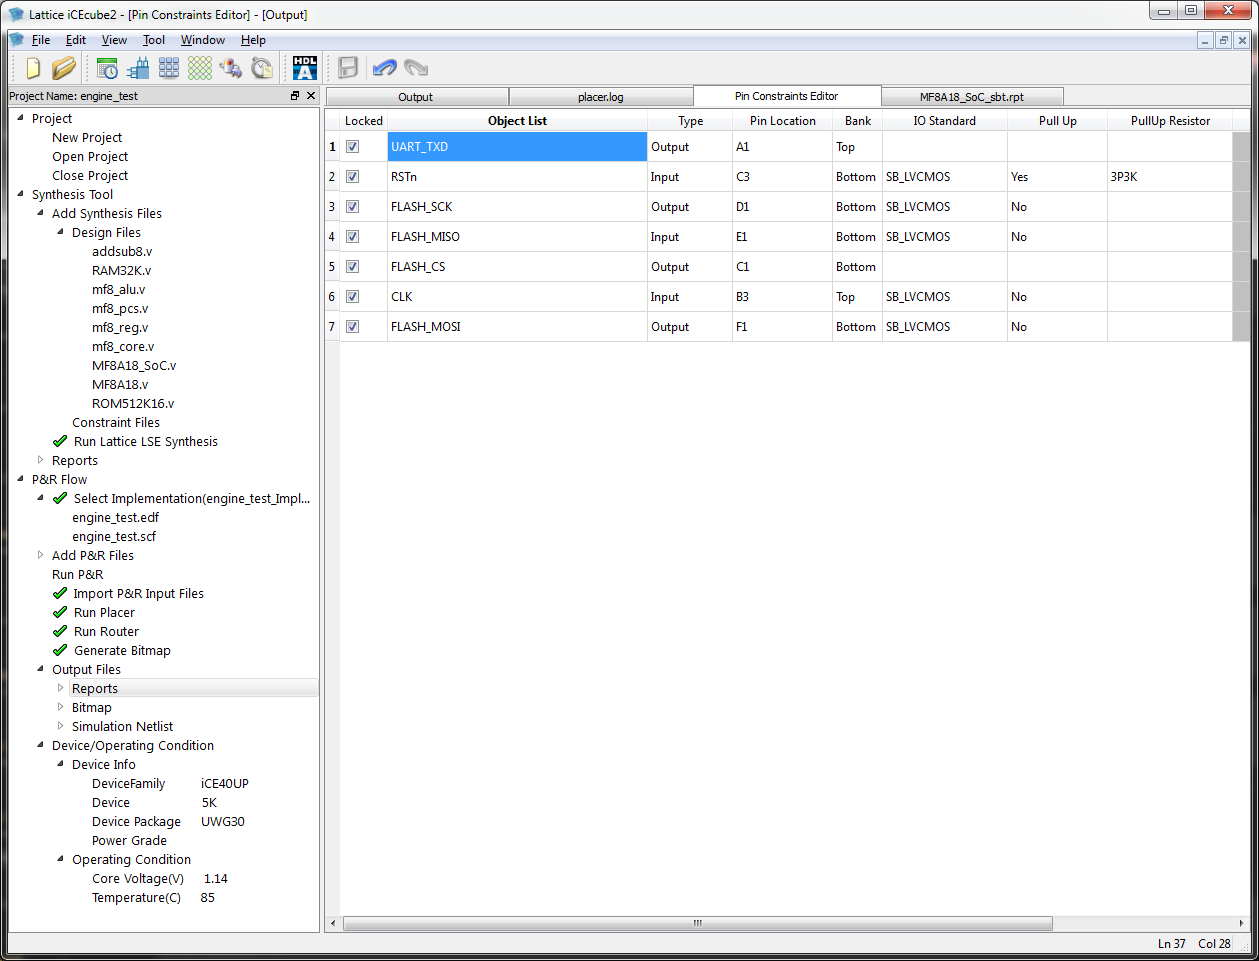 Lattice iCEcube2 - [Pin Constraints Editor] - [Output]
File Edit View Tool Window Help
HDL
A
Project Name: engine_test
Output placer.log Pin Constraints Editor MF8A18_SoC_sbt.rpt
Project
New Project
Open Project
Close Project
Synthesis Tool
Add Synthesis Files
Design Files
addsub8.v
RAM32K.v
mf8_alu.v
mf8_pcs.v
mf8_reg.v
mf8_core.v
MF8A18_SoC.v
MF8A18.v
ROM512K16.v
Constraint Files
Run Lattice LSE Synthesis
Reports
P&R Flow
Select Implementation(engine_test_Impl...
engine_test.edf
engine_test.scf
Add P&R Files
Run P&R
Import P&R Input Files
Run Placer
Run Router
Generate Bitmap
Output Files
Reports
Bitmap
Simulation Netlist
Device/Operating Condition
Device Info
DeviceFamily iCE40UP
Device 5K
Device Package UWG30
Power Grade
Operating Condition
Core Voltage(V) 1.14
Temperature(C) 85
Locked Object List Type Pin Location Bank IO Standard Pull Up PullUp Resistor
1 UART_TXD Output A1 Top
2 RSTn Input C3 Bottom SB_LVCMOS Yes 3P3K
3 FLASH_SCK Output D1 Bottom SB_LVCMOS No
4 FLASH_MISO Input E1 Bottom SB_LVCMOS No
5 FLASH_CS Output C1 Bottom
6 CLK Input B3 Top SB_LVCMOS No
7 FLASH_MOSI Output F1 Bottom SB_LVCMOS No
Ln 37 Col 28